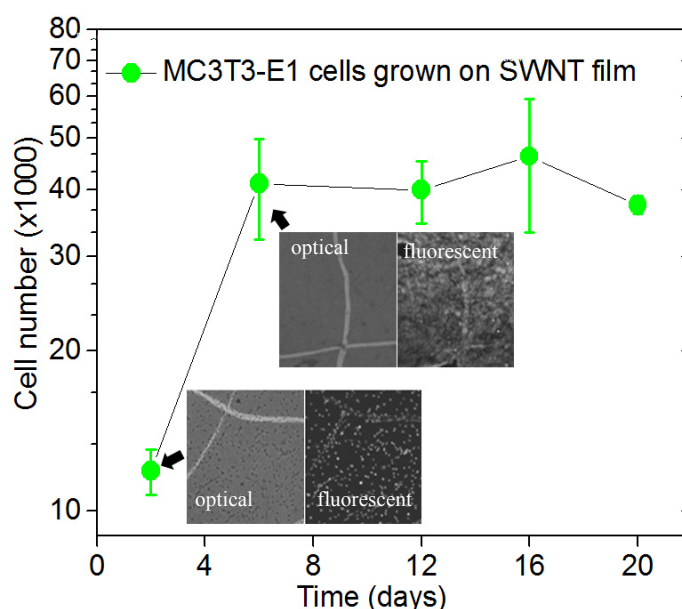 MC3T3-E1 cells grown on SWNT film
Cell number (x1000)
80
70
60
50
40
30
20
10
optical
fluorescent
optical
fluorescent
0
4
8
12
16
20
Time (days)